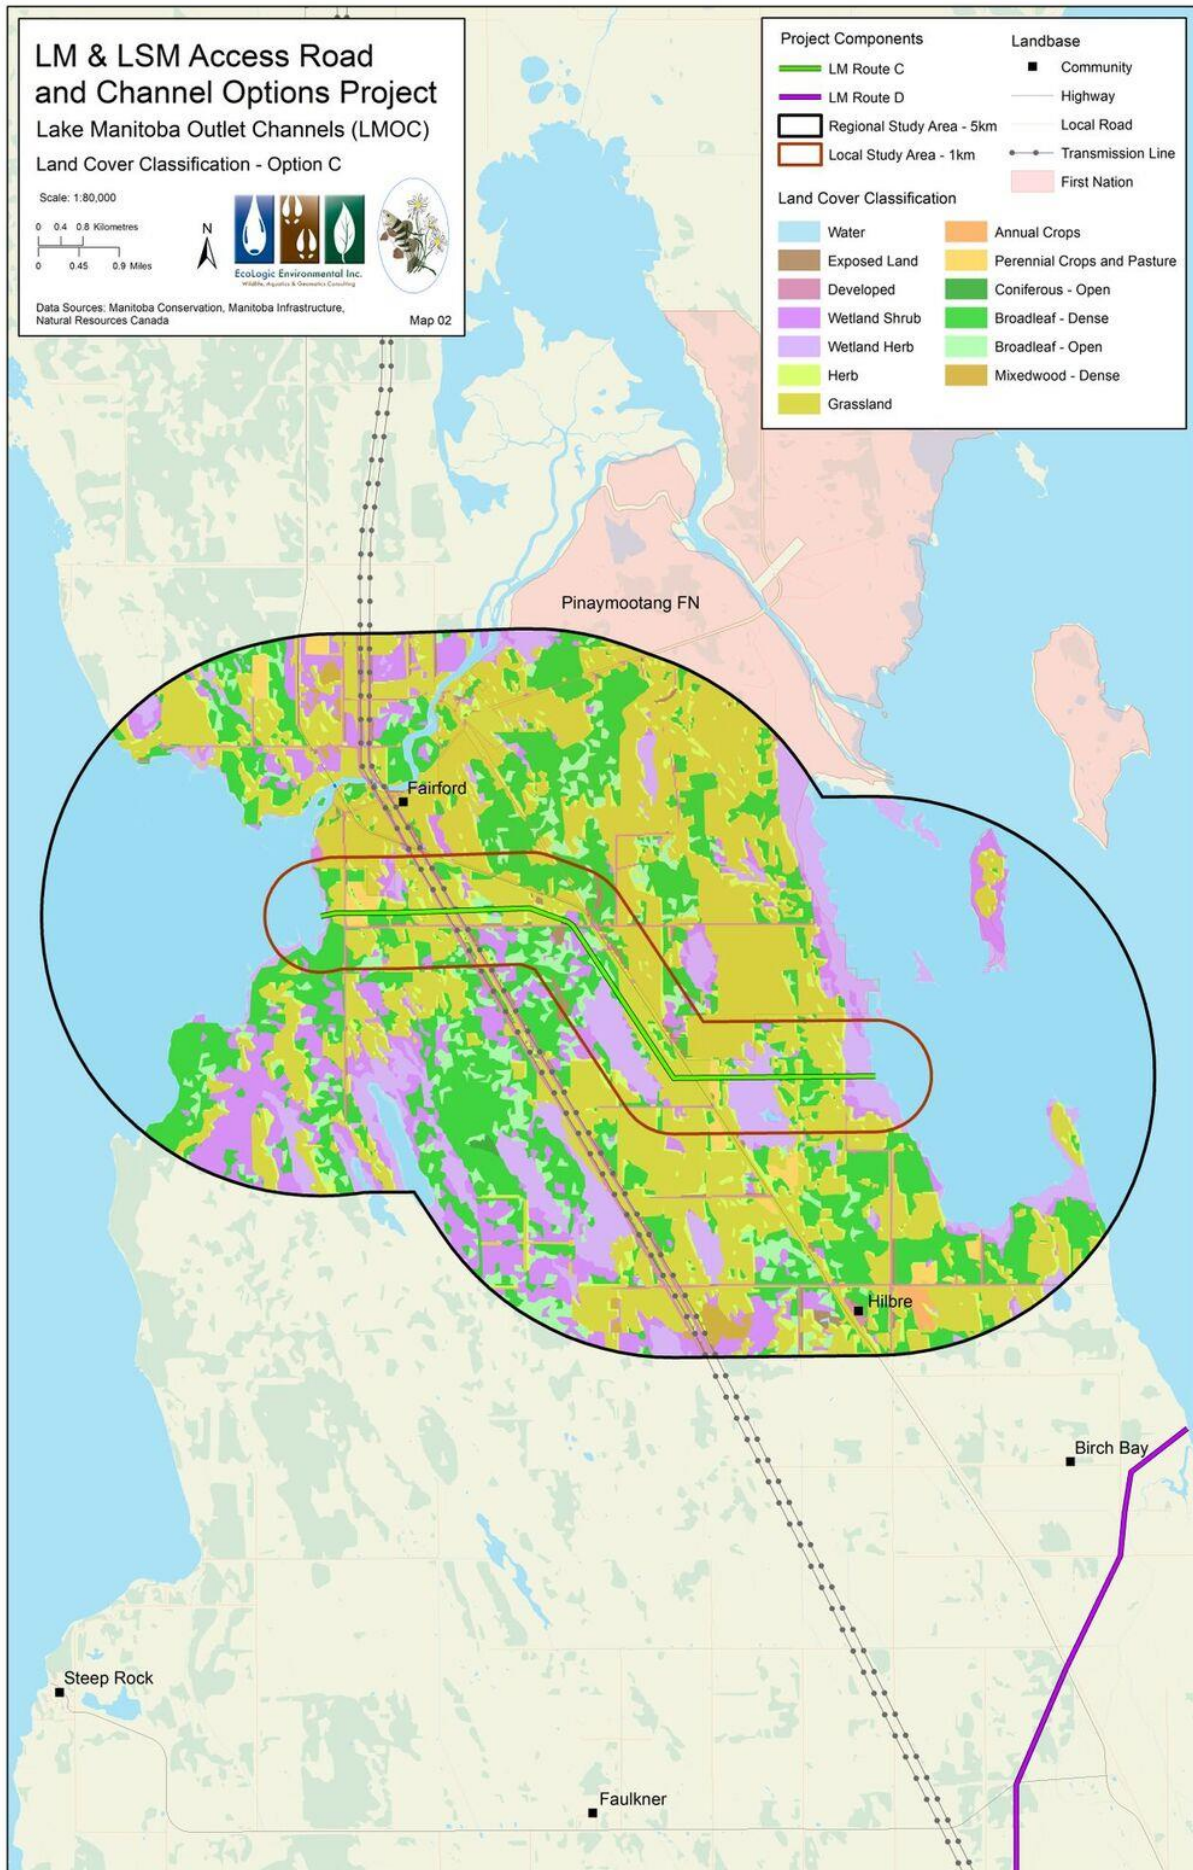 LM & LSM Access Road
and Channel Options Project
Lake Manitoba Outlet Channels (LMOC)
Land Cover Classification - Option C
Scale: 1:80,000
0 0.4 0.8 Kilometres
0 0.45 0.9 Miles
N
EcoLogic Environmental Inc.
Wildlife, Aquatics & Geomatics Consulting
Data Sources: Manitoba Conservation, Manitoba Infrastructure,
Natural Resources Canada
Map 02
Project Components
LM Route C
LM Route D
Regional Study Area - 5km
Local Study Area - 1km
Landbase
Community
Highway
Local Road
Transmission Line
First Nation
Land Cover Classification
Water
Exposed Land
Developed
Wetland Shrub
Wetland Herb
Herb
Grassland
Annual Crops
Perennial Crops and Pasture
Coniferous - Open
Broadleaf - Dense
Broadleaf - Open
Mixedwood - Dense
Pinaymootang FN
Fairford
Hilbre
Birch Bay
Steep Rock
Faulkner